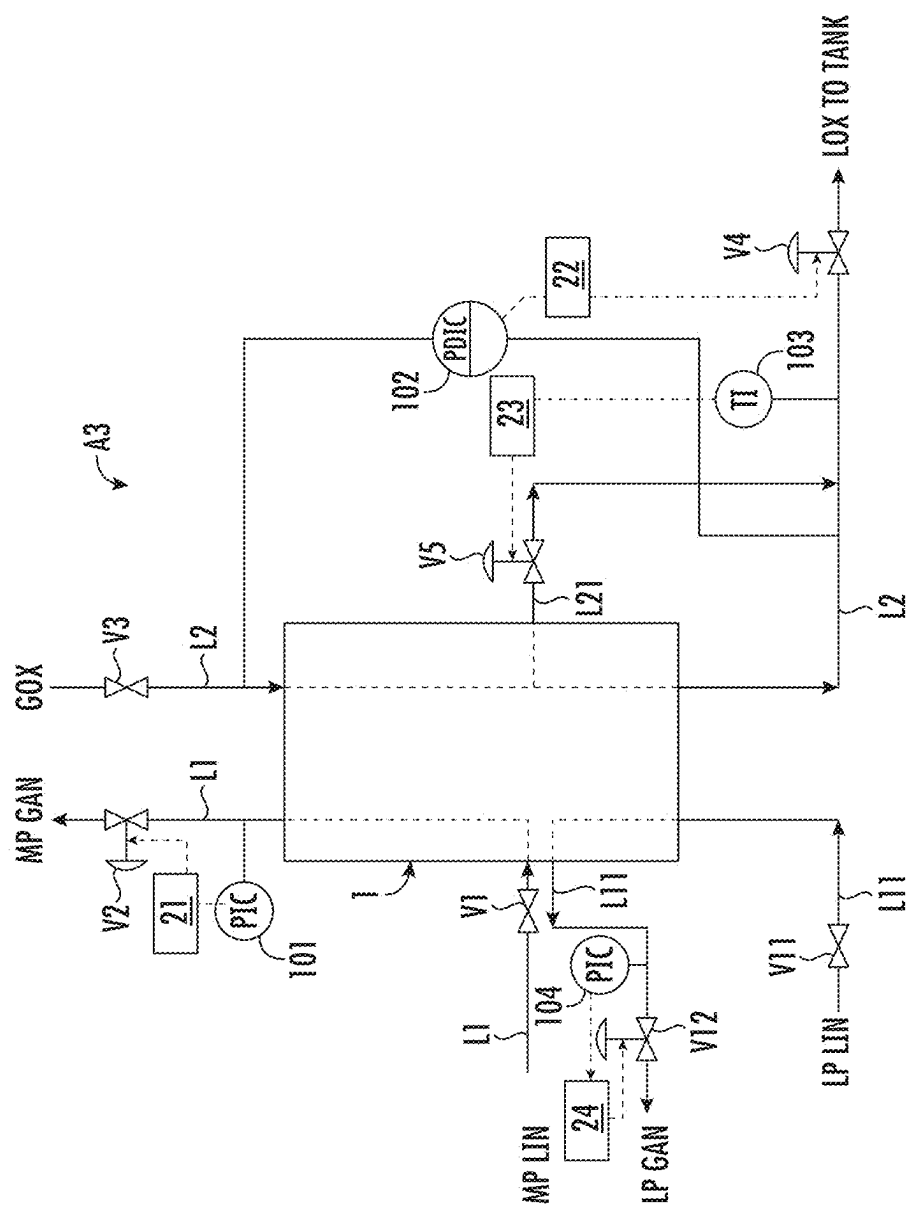 A3
MP GAN
GOX
V3
L2
L1
V2
21
PIC
101
1
V1
L1
MP LIN
L11
PIC
104
24
V12
LP GAN
V11
L11
LP LIN
V5
L21
23
PDIC
102
22
TI
103
V4
L2
LOX TO TANK